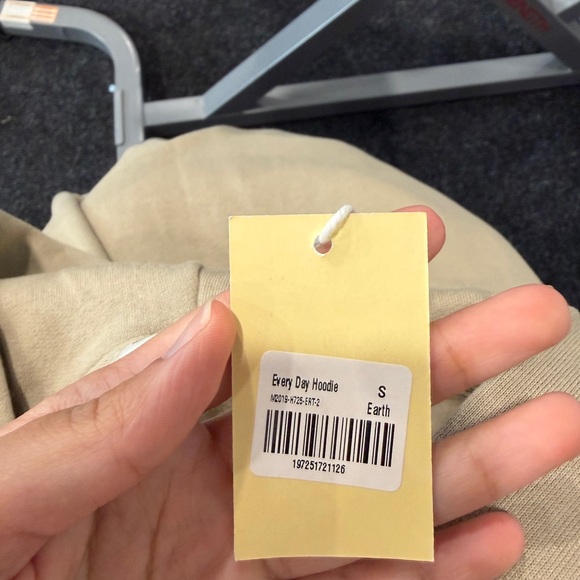 Every Day Hoodie
S
M2019-H725-ERT-2
Earth
197251721126